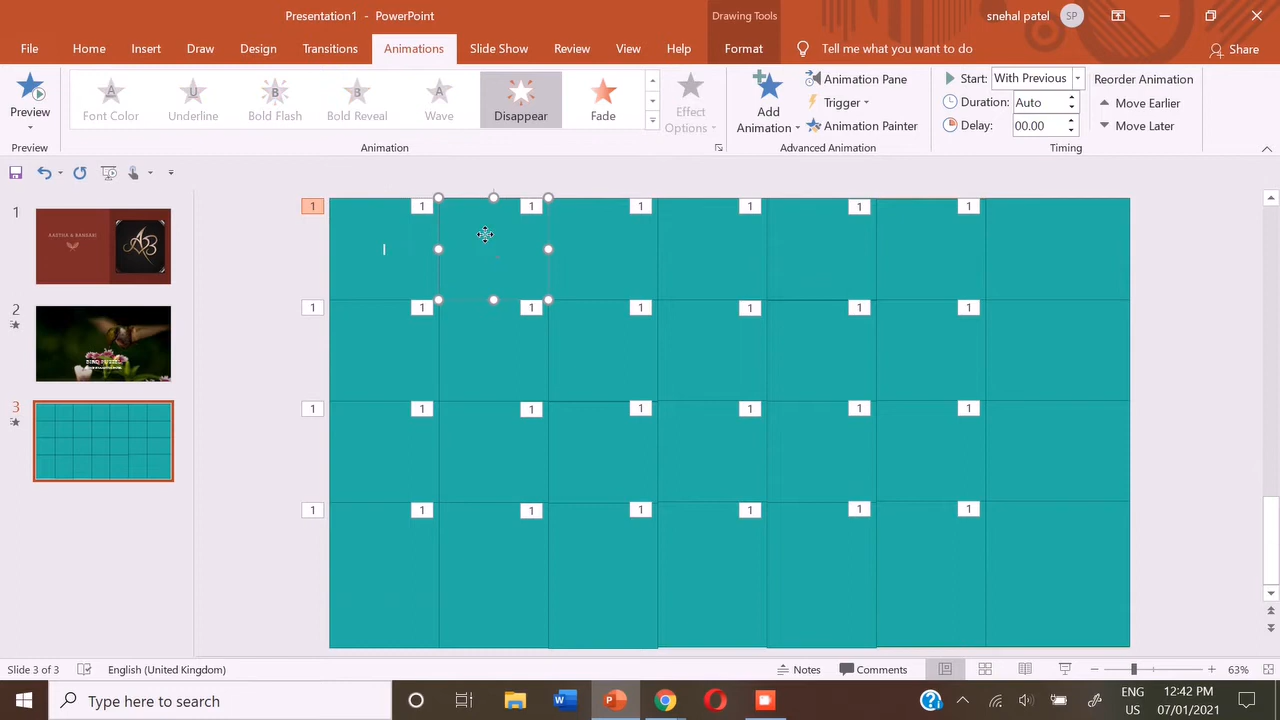 Presentation1 - PowerPoint
Drawing Tools
snehal patel
SP
File
Home
Insert
Draw
Design
Transitions
Animations
Slide Show
Review
View
Help
Format
Tell me what you want to do
Share
Preview
Font Color
Underline
Bold Flash
Bold Reveal
Wave
Disappear
Fade
Effect
Options
Add
Animation
Animation Pane
Trigger
Animation Painter
Start: With Previous
Duration: Auto
Delay: 00.00
Reorder Animation
Move Earlier
Move Later
Preview
Animation
Advanced Animation
Timing
1
AASTHA & BANSARI
AB
2
3
1 1 1 1 1 1 1
1 1 1 1 1 1 1
1 1 1 1 1 1 1
1 1 1 1 1 1 1
Slide 3 of 3
English (United Kingdom)
Notes
Comments
63%
Type here to search
ENG
US
12:42 PM
07/01/2021